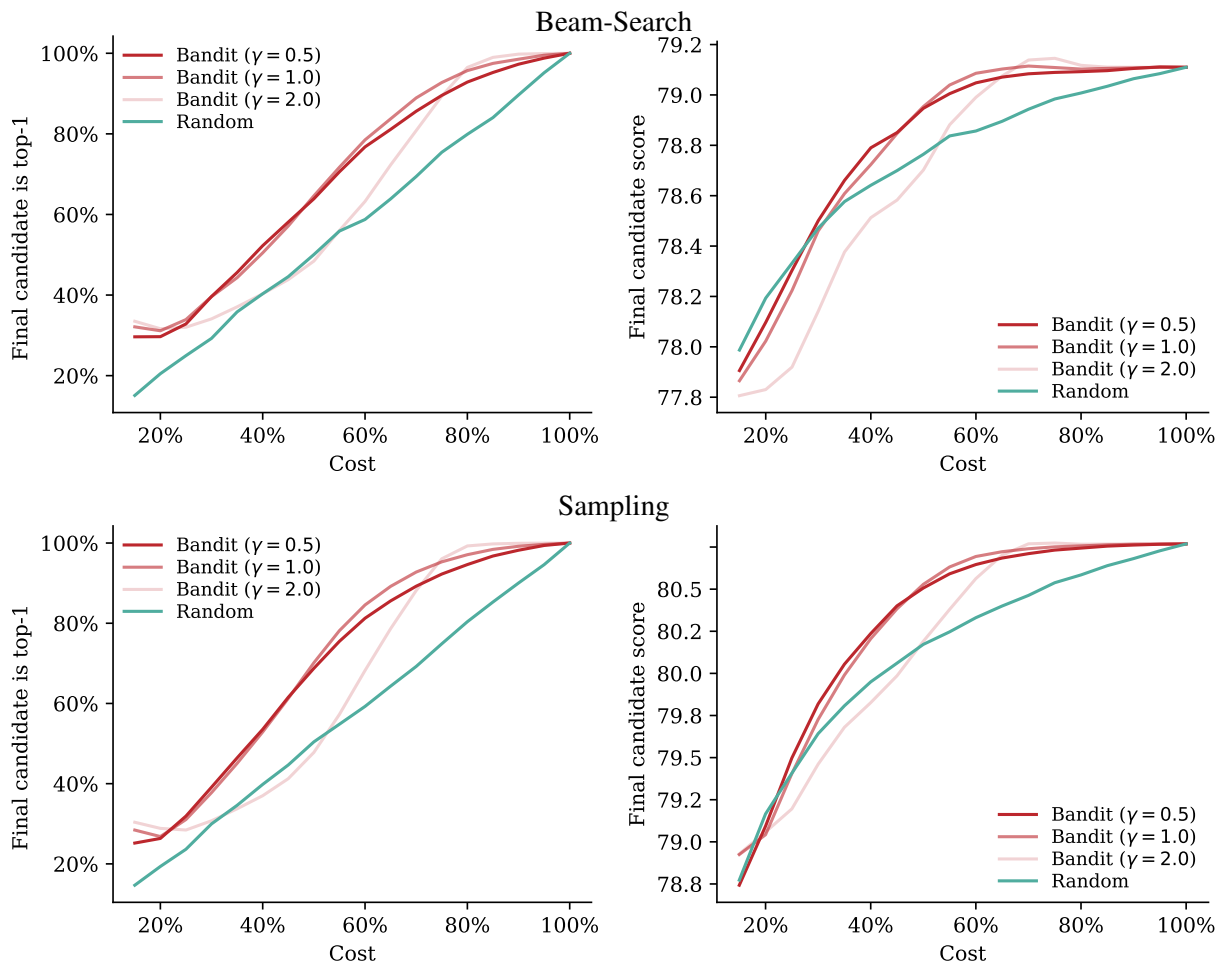 Beam-Search
Final candidate is top-1
100%
80%
60%
40%
20%
Bandit (γ = 0.5)
Bandit (γ = 1.0)
Bandit (γ = 2.0)
Random
20% 40% 60% 80% 100%
Cost
Final candidate score
79.2
79.0
78.8
78.6
78.4
78.2
78.0
77.8
Bandit (γ = 0.5)
Bandit (γ = 1.0)
Bandit (γ = 2.0)
Random
20% 40% 60% 80% 100%
Cost
Sampling
Final candidate is top-1
100%
80%
60%
40%
20%
Bandit (γ = 0.5)
Bandit (γ = 1.0)
Bandit (γ = 2.0)
Random
20% 40% 60% 80% 100%
Cost
Final candidate score
80.5
80.2
80.0
79.8
79.5
79.2
79.0
78.8
Bandit (γ = 0.5)
Bandit (γ = 1.0)
Bandit (γ = 2.0)
Random
20% 40% 60% 80% 100%
Cost